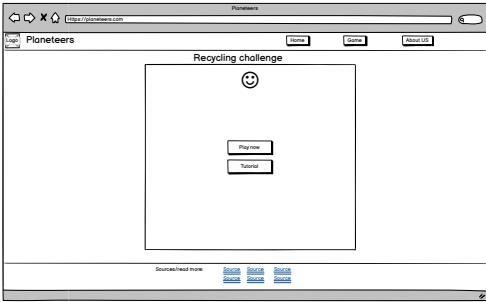 Planeteers
Https://planeteers.com
Logo Planeteers Home Game About US
Recycling challenge
Play now
Tutorial
Sources/read more: Source Source Source
Source Source Source